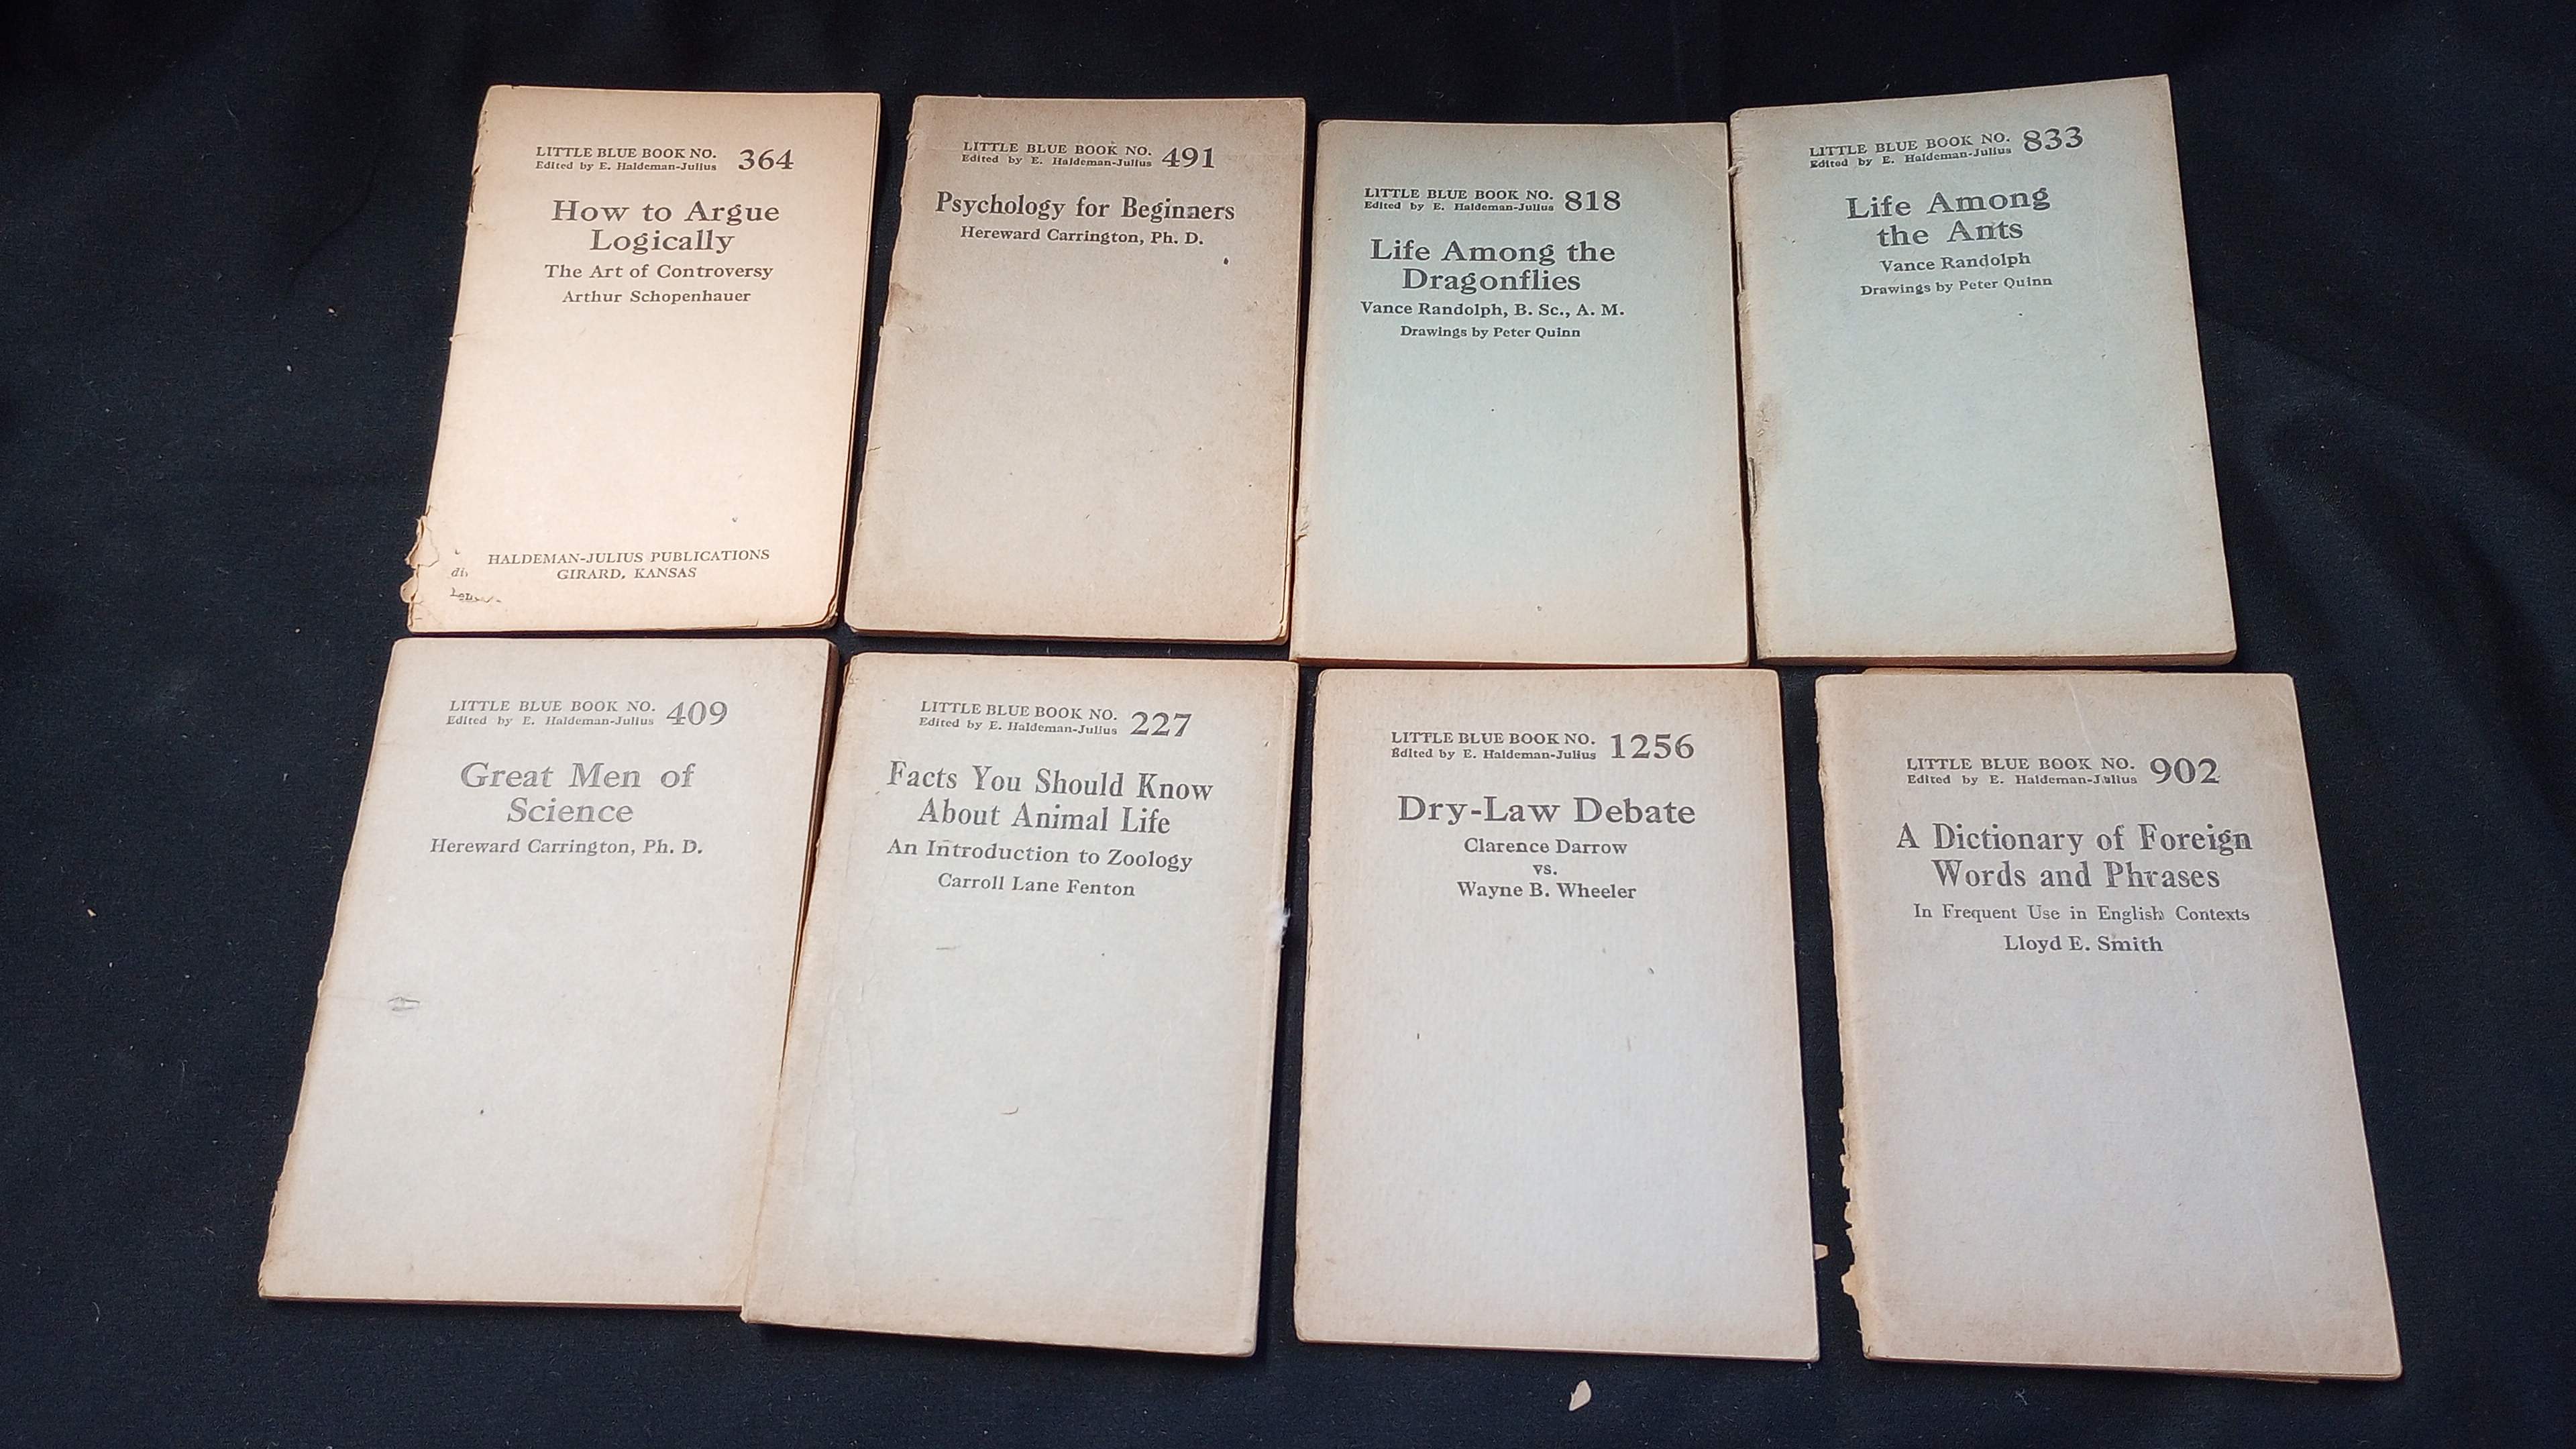 LITTLE BLUE BOOK NO. 364
Edited by E. Haldeman-Julius
How to Argue
Logically
The Art of Controversy
Arthur Schopenhauer
HALDEMAN-JULIUS PUBLICATIONS
GIRARD, KANSAS
LITTLE BLUE BOOK NO. 491
Edited by E. Haldeman-Julius
Psychology for Beginners
Hereward Carrington, Ph. D.
LITTLE BLUE BOOK NO. 818
Edited by E. Haldeman-Julius
Life Among the
Dragonflies
Vance Randolph, B. Sc., A. M.
Drawings by Peter Quinn
LITTLE BLUE BOOK NO. 833
Edited by E. Haldeman-Julius
Life Among
the Ants
Vance Randolph
Drawings by Peter Quinn
LITTLE BLUE BOOK NO. 409
Edited by E. Haldeman-Julius
Great Men of
Science
Hereward Carrington, Ph. D.
LITTLE BLUE BOOK NO. 227
Edited by E. Haldeman-Julius
Facts You Should Know
About Animal Life
An Introduction to Zoology
Carroll Lane Fenton
LITTLE BLUE BOOK NO. 1256
Edited by E. Haldeman-Julius
Dry-Law Debate
Clarence Darrow
vs.
Wayne B. Wheeler
LITTLE BLUE BOOK NO. 902
Edited by E. Haldeman-Julius
A Dictionary of Foreign
Words and Phrases
In Frequent Use in English Contexts
Lloyd E. Smith